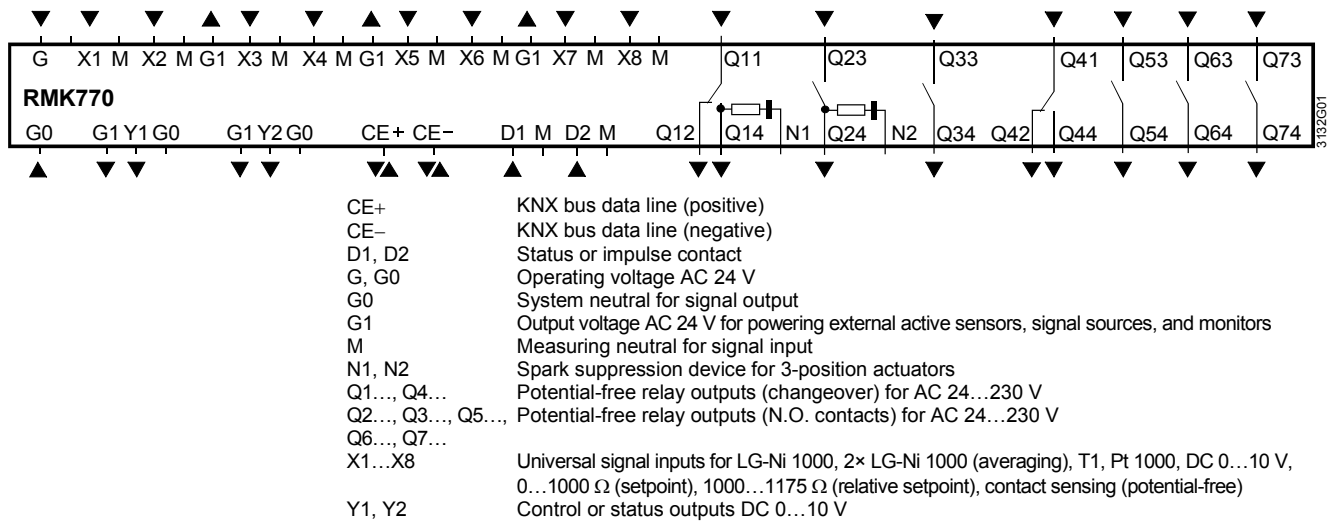 G X1 M X2 M G1 X3 M X4 M G1 X5 M X6 M G1 X7 M X8 M Q11 Q23 Q33 Q41 Q53 Q63 Q73
RMK770
G0 G1 Y1 G0 G1 Y2 G0 CE+ CE− D1 M D2 M Q12 Q14 N1 Q24 N2 Q34 Q42 Q44 Q54 Q64 Q74
3132G01
CE+ KNX bus data line (positive)
CE− KNX bus data line (negative)
D1, D2 Status or impulse contact
G, G0 Operating voltage AC 24 V
G0 System neutral for signal output
G1 Output voltage AC 24 V for powering external active sensors, signal sources, and monitors
M Measuring neutral for signal input
N1, N2 Spark suppression device for 3-position actuators
Q1…, Q4… Potential-free relay outputs (changeover) for AC 24…230 V
Q2…, Q3…, Q5…, Potential-free relay outputs (N.O. contacts) for AC 24…230 V
Q6…, Q7…
X1…X8 Universal signal inputs for LG-Ni 1000, 2× LG-Ni 1000 (averaging), T1, Pt 1000, DC 0…10 V,
0…1000 Ω (setpoint), 1000…1175 Ω (relative setpoint), contact sensing (potential-free)
Y1, Y2 Control or status outputs DC 0…10 V